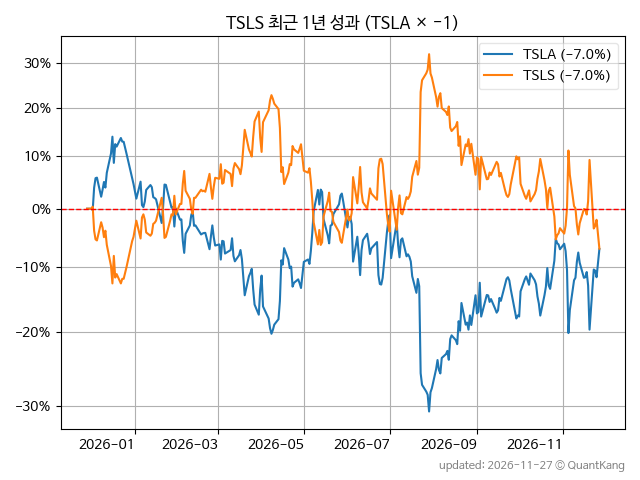 TSLS 최근 1년 성과 (TSLA × −1)
TSLA (−7.0%)
TSLS (−7.0%)
30%
20%
10%
0%
−10%
−20%
−30%
2026-01 2026-03 2026-05 2026-07 2026-09 2026-11
updated: 2026-11-27 © QuantKang